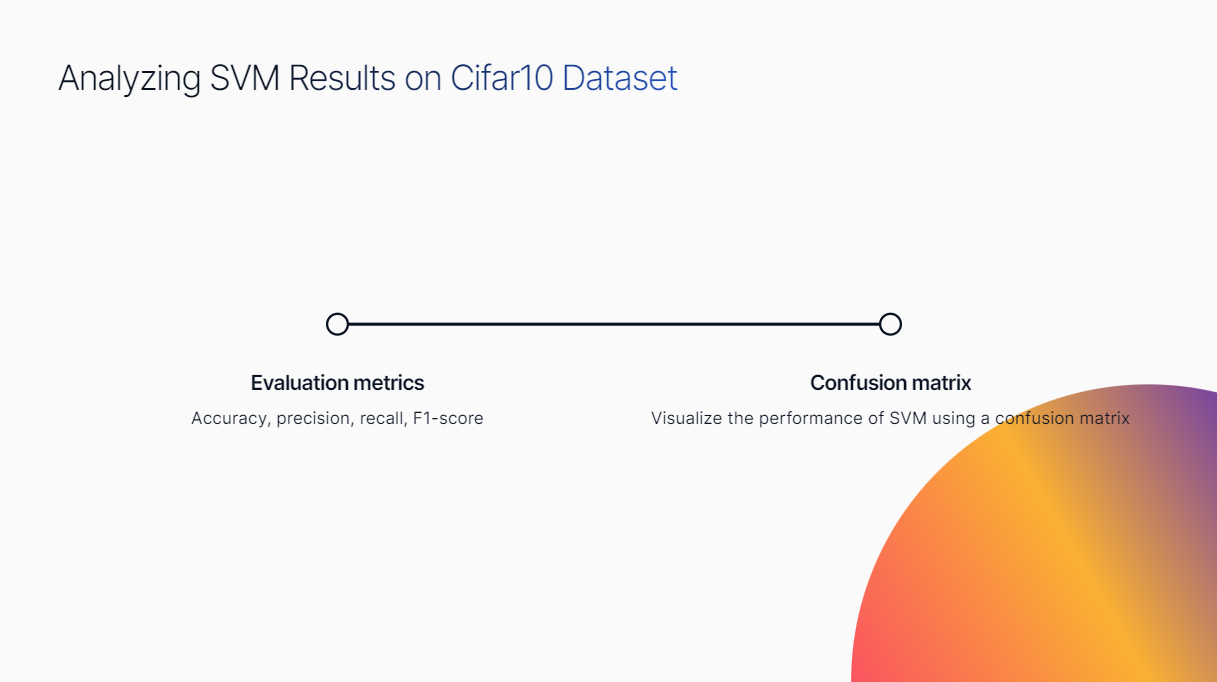 Analyzing SVM Results on Cifar10 Dataset
Evaluation metrics
Accuracy, precision, recall, F1-score
Confusion matrix
Visualize the performance of SVM using a confusion matrix